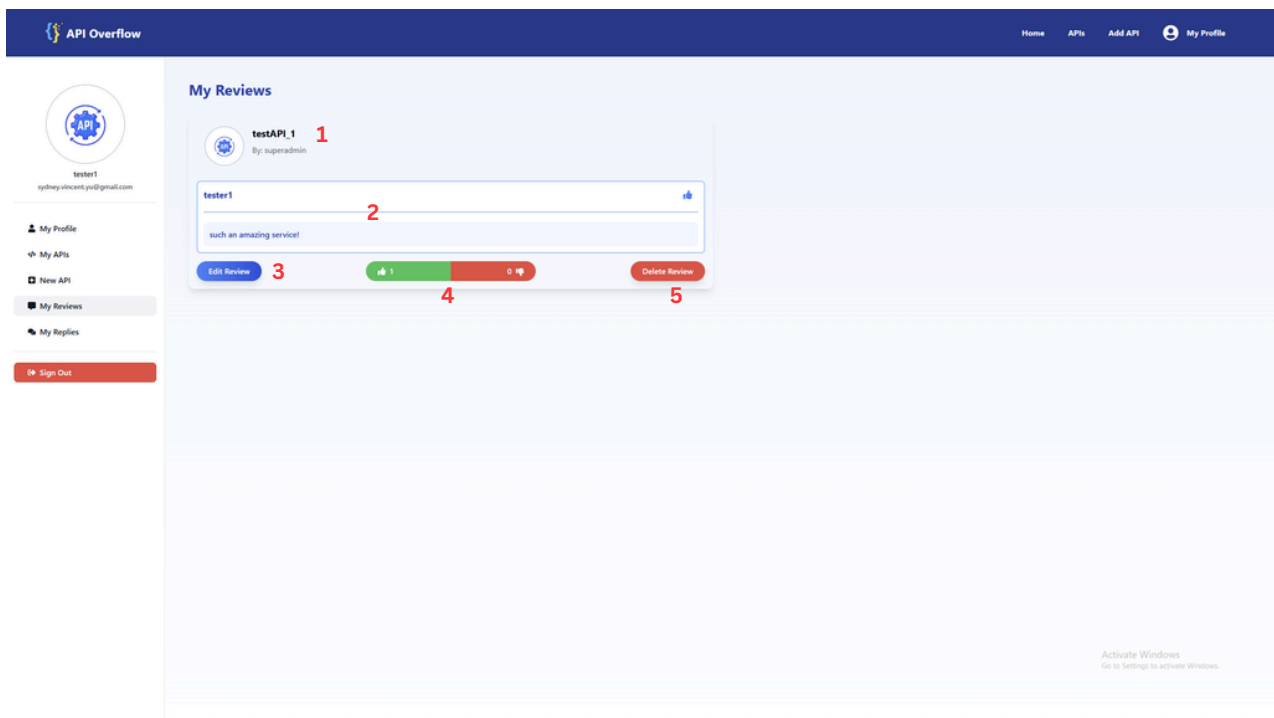 API Overflow
Home APIs Add API My Profile
API
tester1
sydney.vincent.yu@gmail.com
My Profile
My APIs
New API
My Reviews
My Replies
Sign Out
My Reviews
testAPI_1 1
By: superadmin
tester1
2
such an amazing service!
Edit Review 3
1 0
4
Delete Review
5
Activate Windows
Go to Settings to activate Windows.